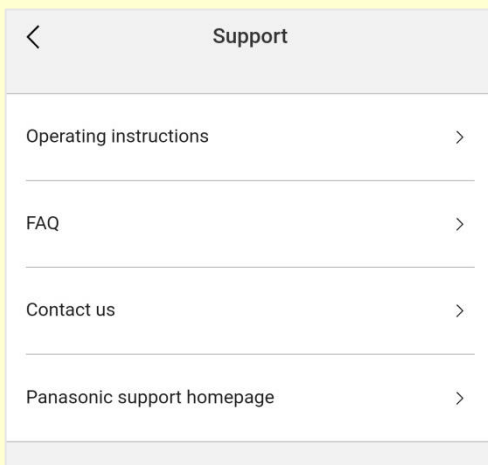 Support
Operating instructions
FAQ
Contact us
Panasonic support homepage